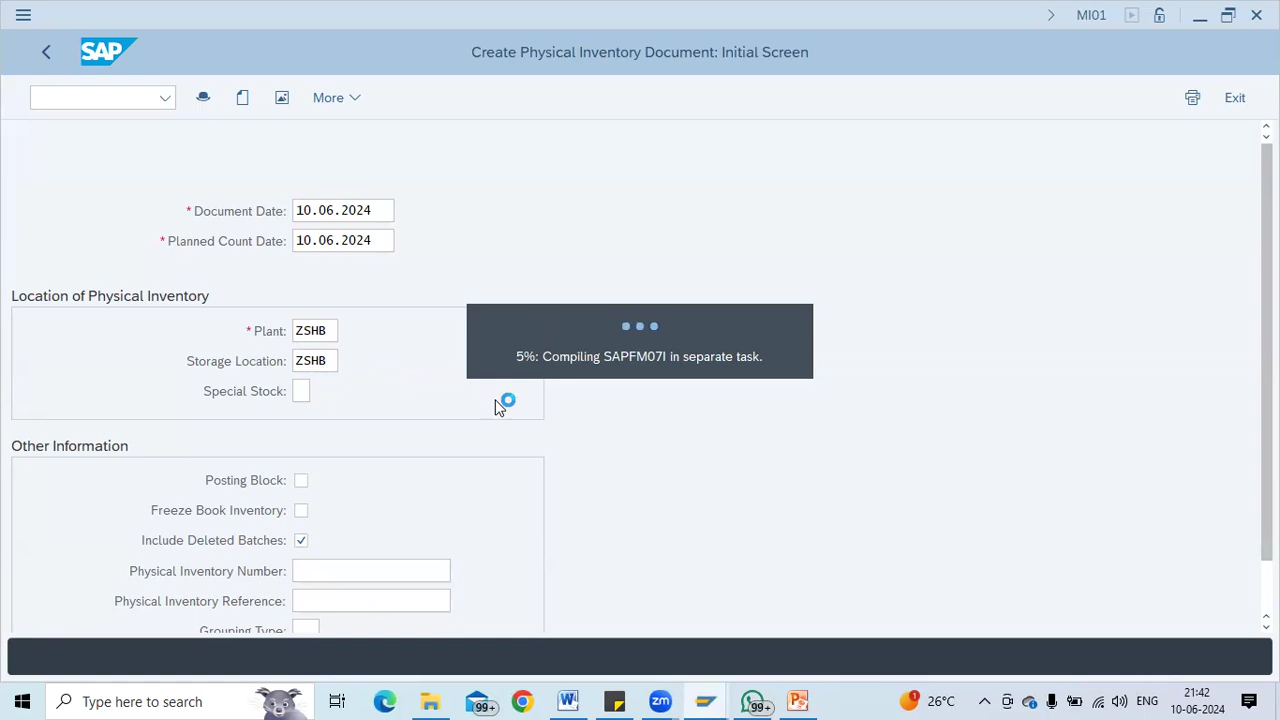 MI01
SAP
Create Physical Inventory Document: Initial Screen
More
Exit
* Document Date: 10.06.2024
* Planned Count Date: 10.06.2024
Location of Physical Inventory
* Plant: ZSHB
Storage Location: ZSHB
Special Stock:
5%: Compiling SAPFM07I in separate task.
Other Information
Posting Block:
Freeze Book Inventory:
Include Deleted Batches:
Physical Inventory Number:
Physical Inventory Reference:
Grouping Type:
Type here to search
99+
W
zm
99+
P
1
26°C
ENG
21:42
10-06-2024